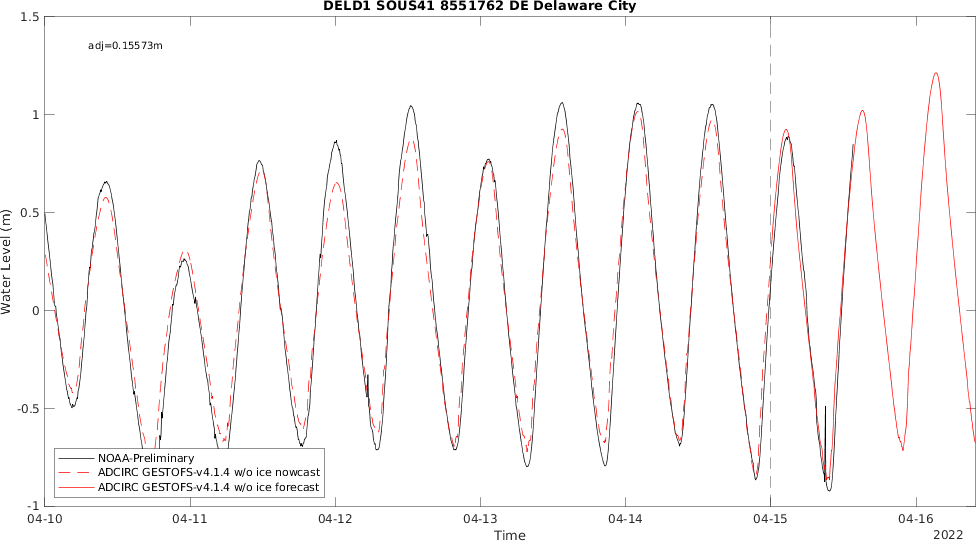 DELD1 SOUS41 8551762 DE Delaware City
1.5
adj=0.15573m
1
0.5
0
-0.5
-1
Water Level (m)
NOAA-Preliminary
ADCIRC GESTOFS-v4.1.4 w/o ice nowcast
ADCIRC GESTOFS-v4.1.4 w/o ice forecast
04-10 04-11 04-12 04-13 04-14 04-15 04-16
Time
2022